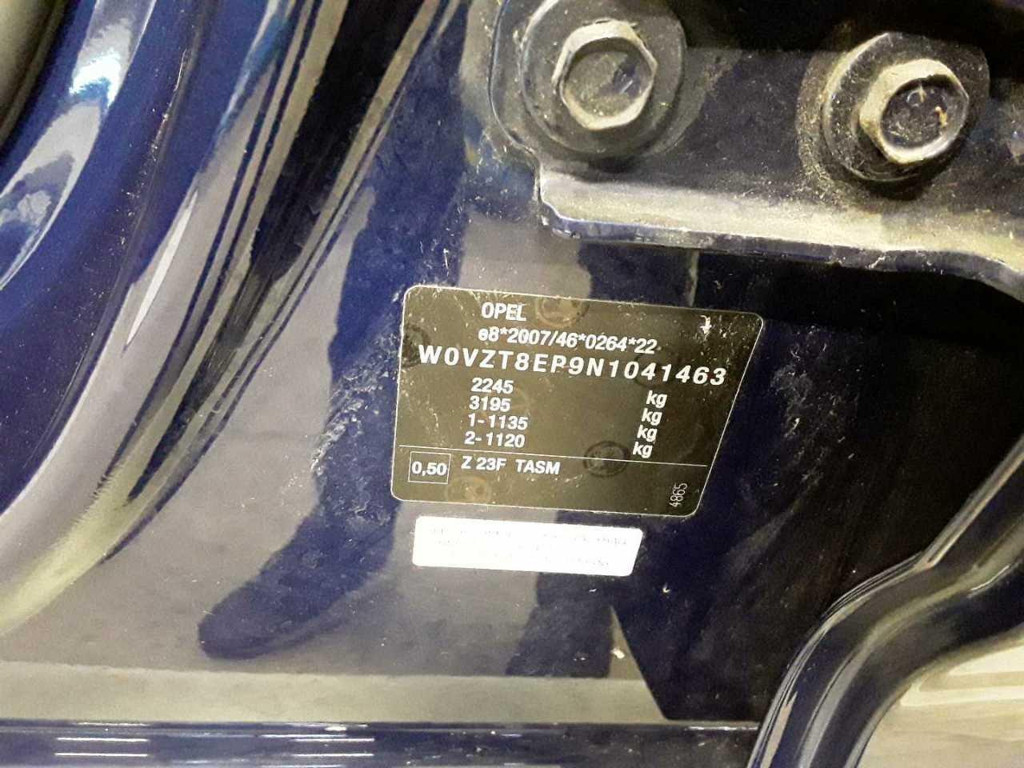 OPEL
e8*2007/46*0264*22
W0VZT8EP9N1041463
2245 kg
3195 kg
1-1135 kg
2-1120 kg
0,50 Z 23F TASM
4865